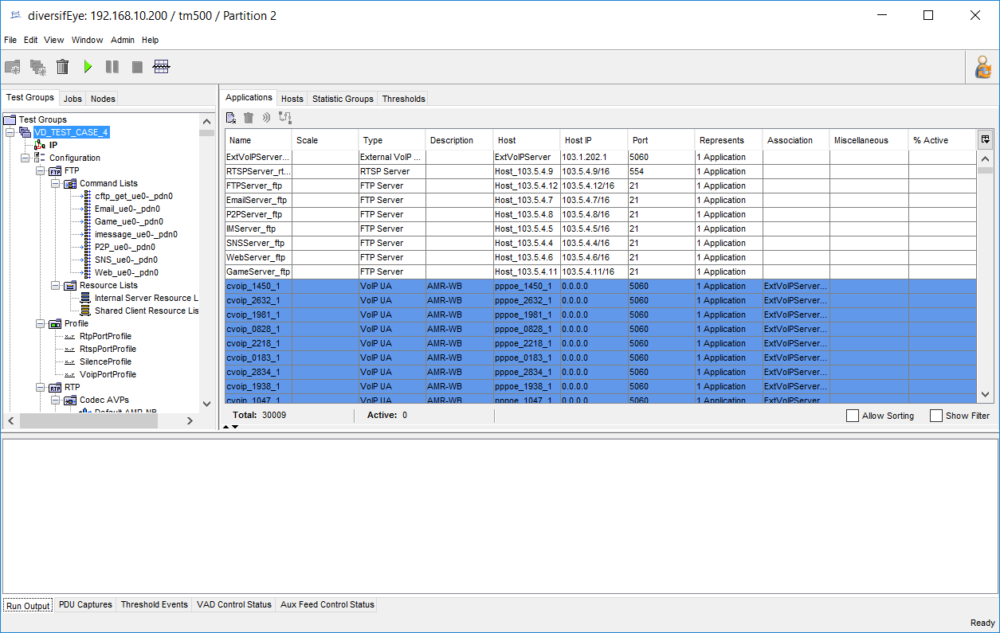 diversifEye: 192.168.10.200 / tm500 / Partition 2
File Edit View Window Admin Help
Test Groups Jobs Nodes
Test Groups
VD_TEST_CASE_4
IP
Configuration
FTP
Command Lists
cftp_get_ue0-_pdn0
Email_ue0-_pdn0
Game_ue0-_pdn0
imessage_ue0-_pdn0
P2P_ue0-_pdn0
SNS_ue0-_pdn0
Web_ue0-_pdn0
Resource Lists
Internal Server Resource L
Shared Client Resource Lis
Profile
RtpPortProfile
RtspPortProfile
SilenceProfile
VoipPortProfile
RTP
Codec AVPs
Default AMR-NB
Applications Hosts Statistic Groups Thresholds
Name Scale Type Description Host Host IP Port Represents Association Miscellaneous % Active
ExtVoIPServer... External VoIP ... ExtVoIPServer 103.1.202.1 5060 1 Application
RTSPServer_rt... RTSP Server Host_103.5.4.9 103.5.4.9/16 554 1 Application
FTPServer_ftp FTP Server Host_103.5.4.12 103.5.4.12/16 21 1 Application
EmailServer_ftp FTP Server Host_103.5.4.7 103.5.4.7/16 21 1 Application
P2PServer_ftp FTP Server Host_103.5.4.8 103.5.4.8/16 21 1 Application
IMServer_ftp FTP Server Host_103.5.4.5 103.5.4.5/16 21 1 Application
SNSServer_ftp FTP Server Host_103.5.4.4 103.5.4.4/16 21 1 Application
WebServer_ftp FTP Server Host_103.5.4.6 103.5.4.6/16 21 1 Application
GameServer_ftp FTP Server Host_103.5.4.11 103.5.4.11/16 21 1 Application
cvoip_1450_1 VoIP UA AMR-WB pppoe_1450_1 0.0.0.0 5060 1 Application ExtVoIPServer...
cvoip_2632_1 VoIP UA AMR-WB pppoe_2632_1 0.0.0.0 5060 1 Application ExtVoIPServer...
cvoip_1981_1 VoIP UA AMR-WB pppoe_1981_1 0.0.0.0 5060 1 Application ExtVoIPServer...
cvoip_0828_1 VoIP UA AMR-WB pppoe_0828_1 0.0.0.0 5060 1 Application ExtVoIPServer...
cvoip_2218_1 VoIP UA AMR-WB pppoe_2218_1 0.0.0.0 5060 1 Application ExtVoIPServer...
cvoip_0183_1 VoIP UA AMR-WB pppoe_0183_1 0.0.0.0 5060 1 Application ExtVoIPServer...
cvoip_2834_1 VoIP UA AMR-WB pppoe_2834_1 0.0.0.0 5060 1 Application ExtVoIPServer...
cvoip_1938_1 VoIP UA AMR-WB pppoe_1938_1 0.0.0.0 5060 1 Application ExtVoIPServer...
cvoip_1047_1 VoIP UA AMR-WB pppoe_1047_1 0.0.0.0 5060 1 Application ExtVoIPServer...
Total: 30009 Active: 0 Allow Sorting Show Filter
Run Output PDU Captures Threshold Events VAD Control Status Aux Feed Control Status
Ready